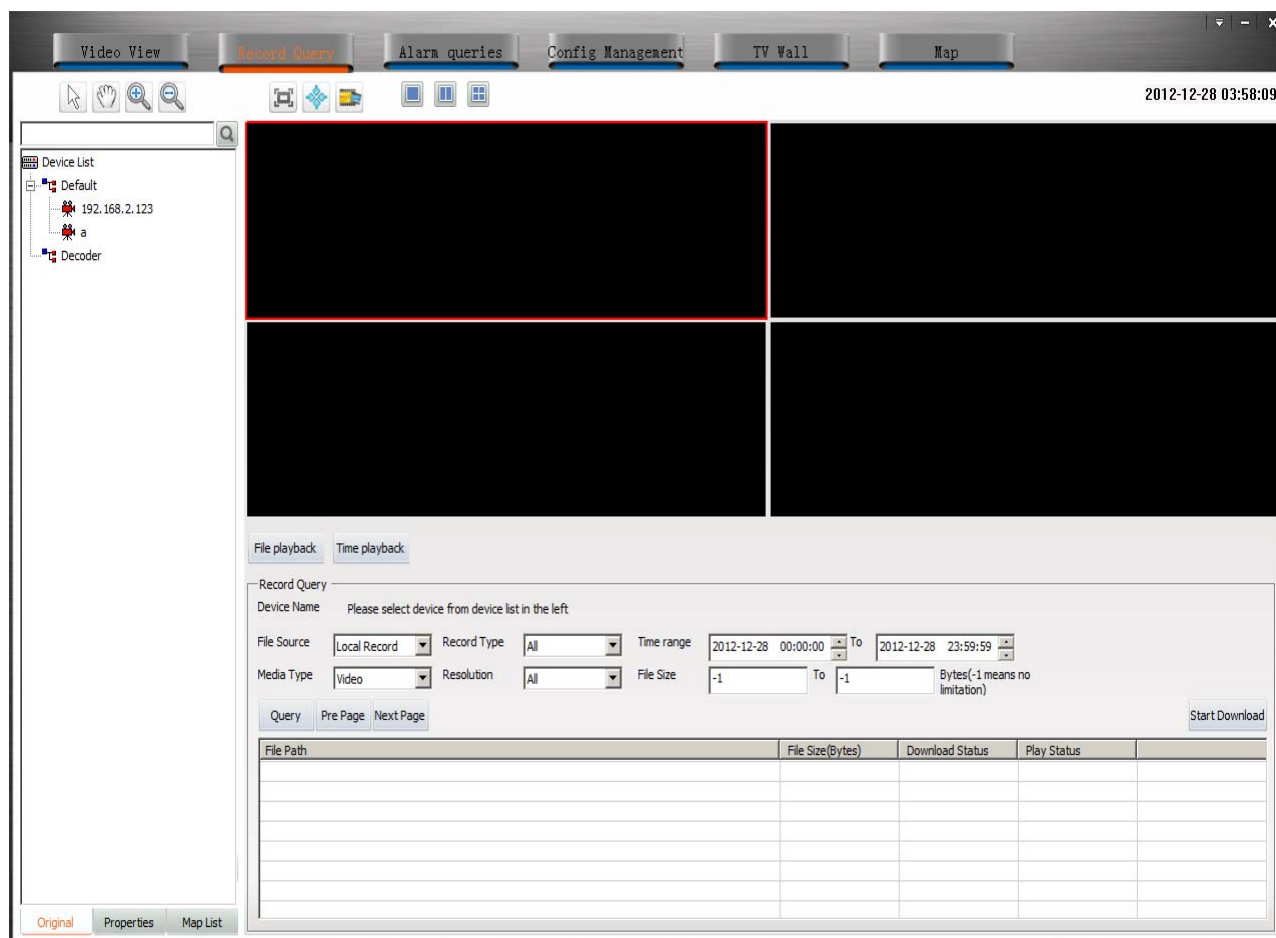 Video View Record Query Alarm queries Config Management TV Wall Map
2012-12-28 03:58:09
Device List
Default
192.168.2.123
a
Decoder
File playback Time playback
Record Query
Device Name Please select device from device list in the left
File Source Local Record Record Type All Time range 2012-12-28 00:00:00 To 2012-12-28 23:59:59
Media Type Video Resolution All File Size -1 To -1 Bytes(-1 means no
limitation)
Query Pre Page Next Page Start Download
File Path File Size(Bytes) Download Status Play Status
Original Properties Map List